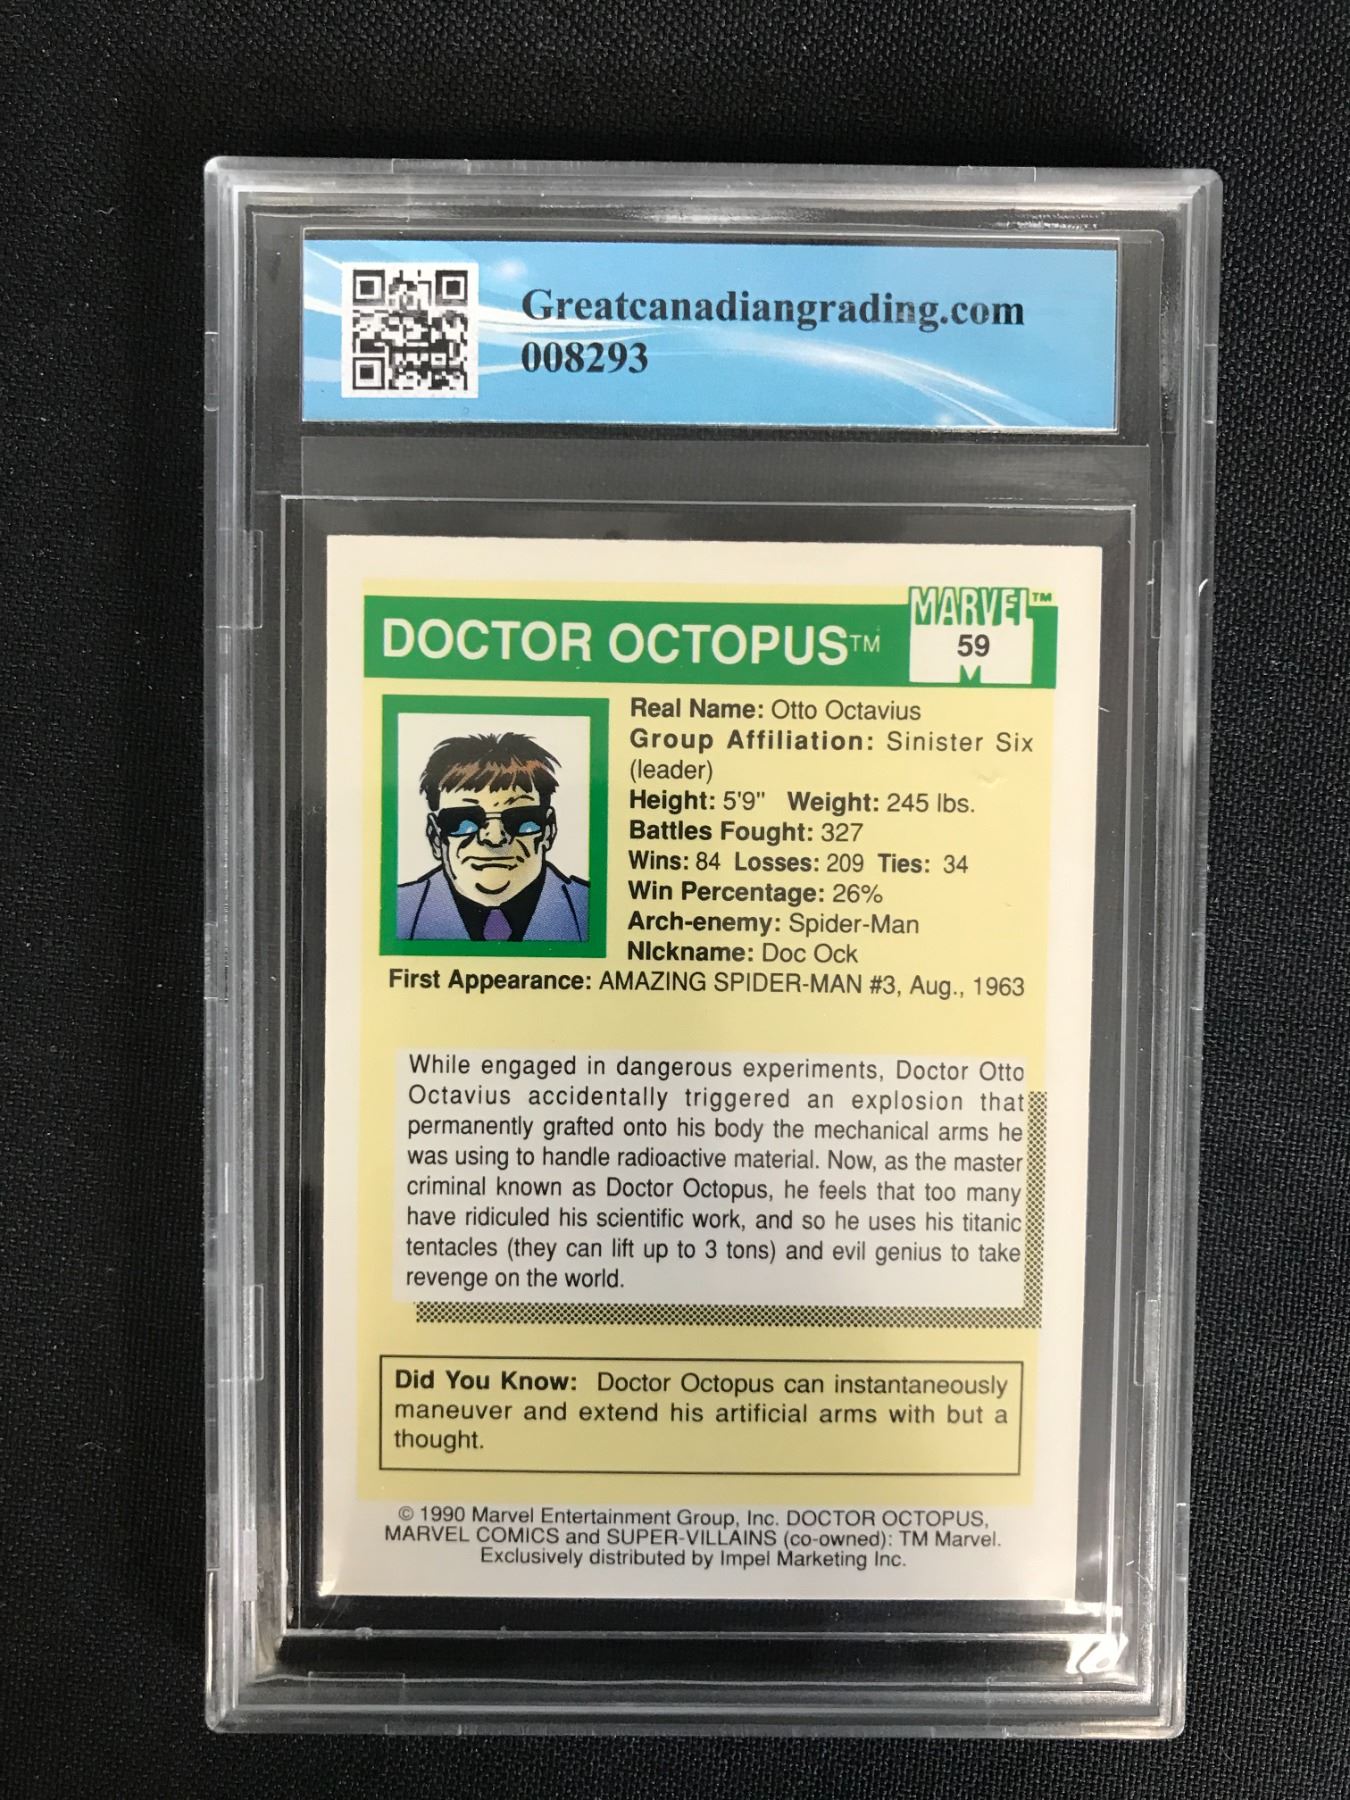 Greatcanadiangrading.com
008293
DOCTOR OCTOPUS™
MARVEL™
59
Real Name: Otto Octavius
Group Affiliation: Sinister Six
(leader)
Height: 5'9" Weight: 245 lbs.
Battles Fought: 327
Wins: 84 Losses: 209 Ties: 34
Win Percentage: 26%
Arch-enemy: Spider-Man
NIckname: Doc Ock
First Appearance: AMAZING SPIDER-MAN #3, Aug., 1963
While engaged in dangerous experiments, Doctor Otto
Octavius accidentally triggered an explosion that
permanently grafted onto his body the mechanical arms he
was using to handle radioactive material. Now, as the master
criminal known as Doctor Octopus, he feels that too many
have ridiculed his scientific work, and so he uses his titanic
tentacles (they can lift up to 3 tons) and evil genius to take
revenge on the world.
Did You Know: Doctor Octopus can instantaneously
maneuver and extend his artificial arms with but a
thought.
© 1990 Marvel Entertainment Group, Inc. DOCTOR OCTOPUS,
MARVEL COMICS and SUPER-VILLAINS (co-owned): TM Marvel.
Exclusively distributed by Impel Marketing Inc.